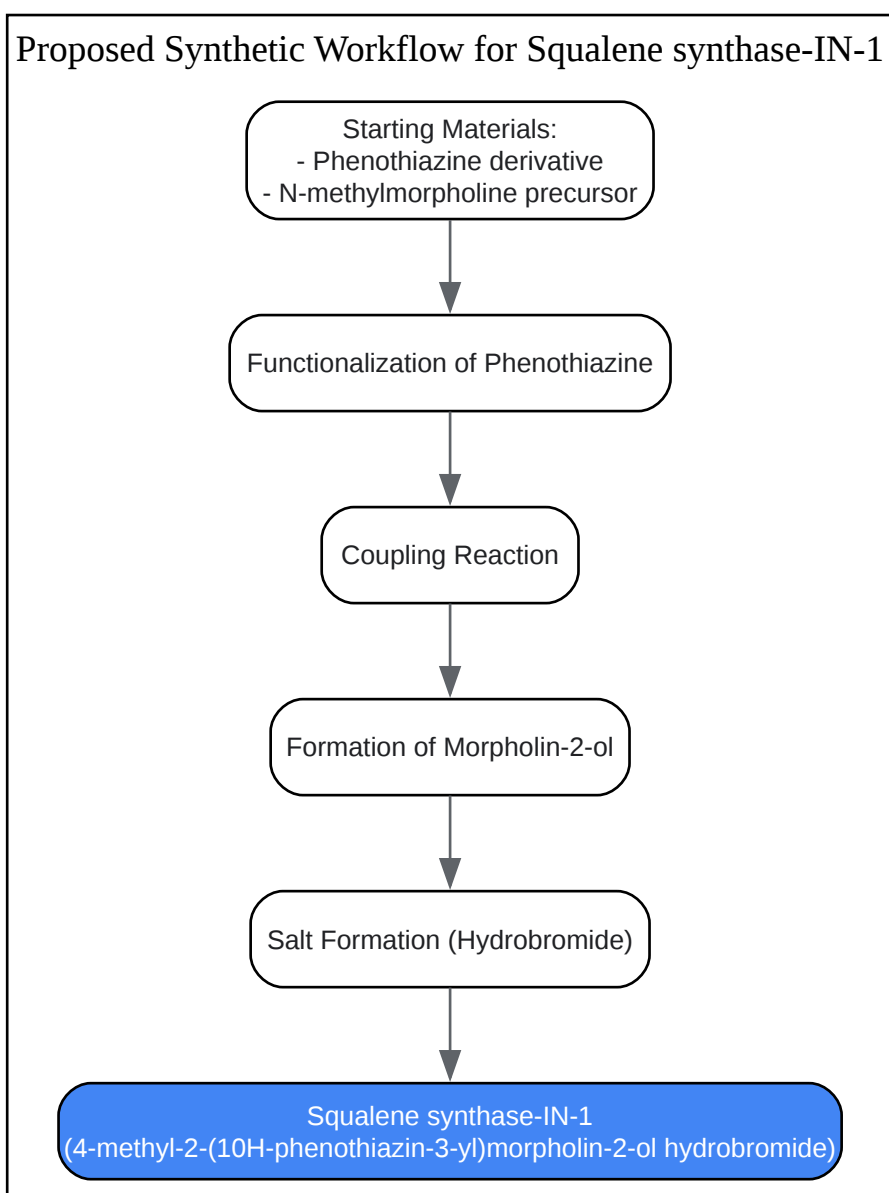 Proposed Synthetic Workflow for Squalene synthase-IN-1
Starting Materials:
- Phenothiazine derivative
- N-methylmorpholine precursor
Functionalization of Phenothiazine
Coupling Reaction
Formation of Morpholin-2-ol
Salt Formation (Hydrobromide)
Squalene synthase-IN-1
(4-methyl-2-(10H-phenothiazin-3-yl)morpholin-2-ol hydrobromide)